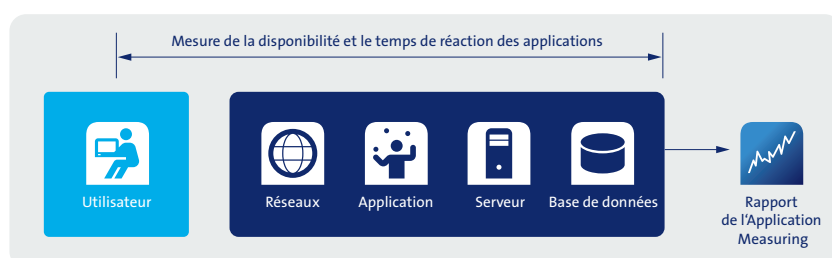 Mesure de la disponibilité et le temps de réaction des applications
Utilisateur
Réseaux
Application
Serveur
Base de données
Rapport
de l‘Application
Measuring